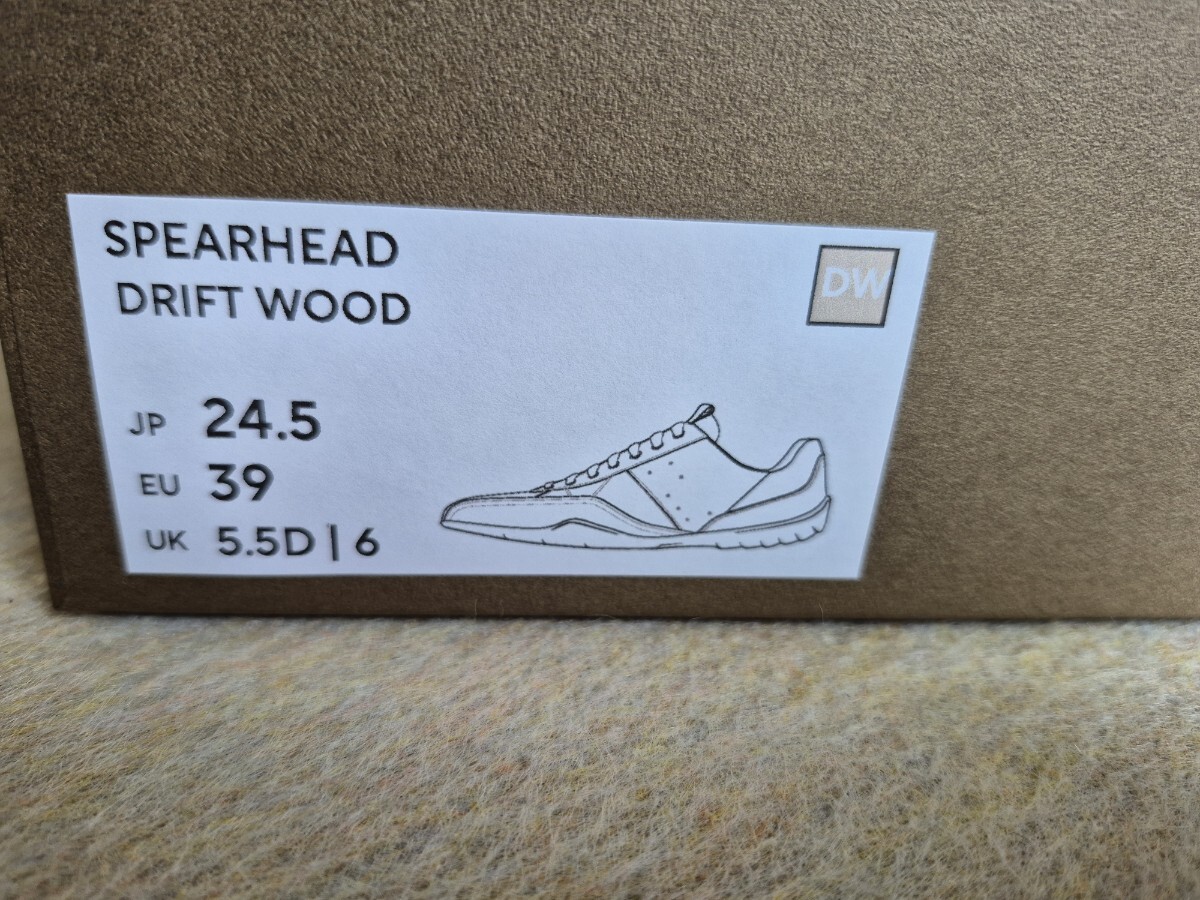 SPEARHEAD
DRIFT WOOD
DW
JP 24.5
EU 39
UK 5.5D | 6